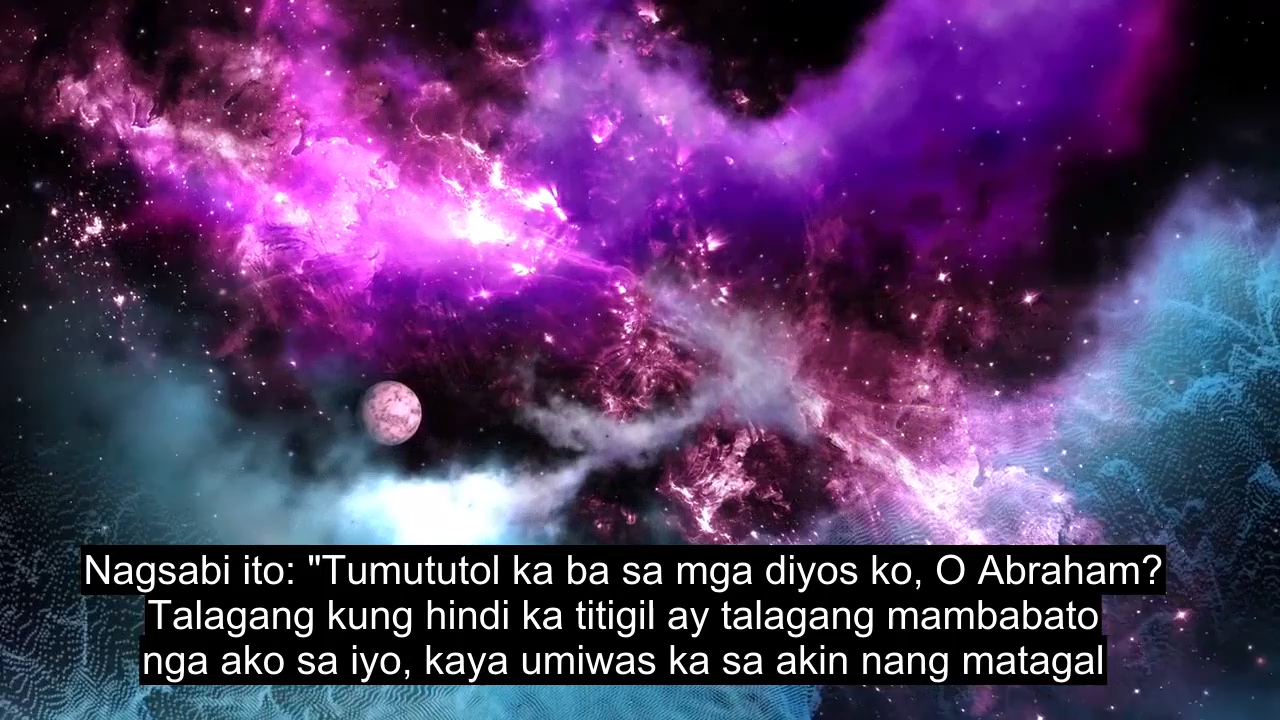 Nagsabi ito: "Tumututol ka ba sa mga diyos ko, O Abraham?
Talagang kung hindi ka titigil ay talagang mambabato
nga ako sa iyo, kaya umiwas ka sa akin nang matagal